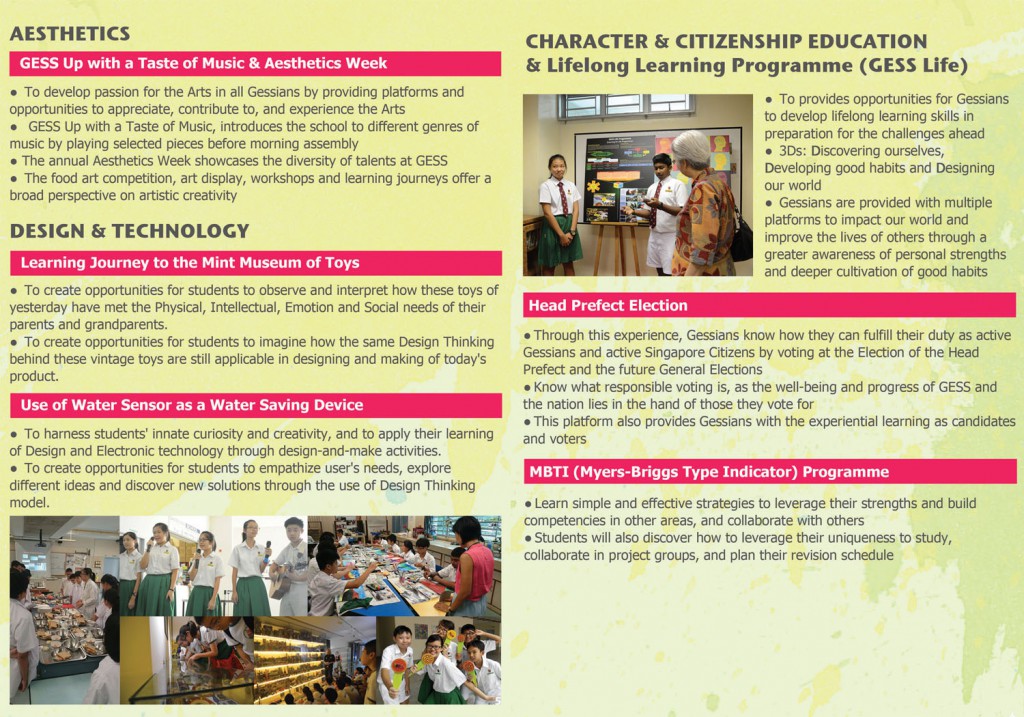 AESTHETICS
GESS Up with a Taste of Music & Aesthetics Week
● To develop passion for the Arts in all Gessians by providing platforms and
opportunities to appreciate, contribute to, and experience the Arts
● GESS Up with a Taste of Music, introduces the school to different genres of
music by playing selected pieces before morning assembly
● The annual Aesthetics Week showcases the diversity of talents at GESS
● The food art competition, art display, workshops and learning journeys offer a
broad perspective on artistic creativity
DESIGN & TECHNOLOGY
Learning Journey to the Mint Museum of Toys
● To create opportunities for students to observe and interpret how these toys of
yesterday have met the Physical, Intellectual, Emotion and Social needs of their
parents and grandparents.
● To create opportunities for students to imagine how the same Design Thinking
behind these vintage toys are still applicable in designing and making of today's
product.
Use of Water Sensor as a Water Saving Device
● To harness students' innate curiosity and creativity, and to apply their learning
of Design and Electronic technology through design-and-make activities.
● To create opportunities for students to empathize user's needs, explore
different ideas and discover new solutions through the use of Design Thinking
model.
CHARACTER & CITIZENSHIP EDUCATION
& Lifelong Learning Programme (GESS Life)
● To provides opportunities for Gessians
to develop lifelong learning skills in
preparation for the challenges ahead
● 3Ds: Discovering ourselves,
Developing good habits and Designing
our world
● Gessians are provided with multiple
platforms to impact our world and
improve the lives of others through a
greater awareness of personal strengths
and deeper cultivation of good habits
Head Prefect Election
● Through this experience, Gessians know how they can fulfill their duty as active
Gessians and active Singapore Citizens by voting at the Election of the Head
Prefect and the future General Elections
● Know what responsible voting is, as the well-being and progress of GESS and
the nation lies in the hand of those they vote for
● This platform also provides Gessians with the experiential learning as candidates
and voters
MBTI (Myers-Briggs Type Indicator) Programme
● Learn simple and effective strategies to leverage their strengths and build
competencies in other areas, and collaborate with others
● Students will also discover how to leverage their uniqueness to study,
collaborate in project groups, and plan their revision schedule